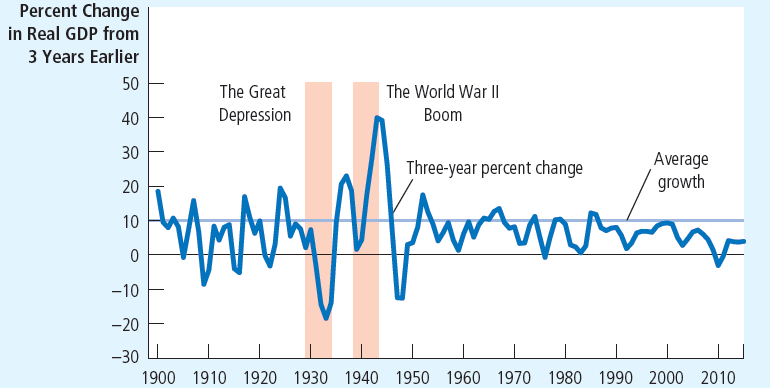 Percent Change
in Real GDP from
3 Years Earlier
50
40
30
20
10
0
−10
−20
−30
The Great
Depression
The World War II
Boom
Three-year percent change
Average
growth
1900 1910 1920 1930 1940 1950 1960 1970 1980 1990 2000 2010